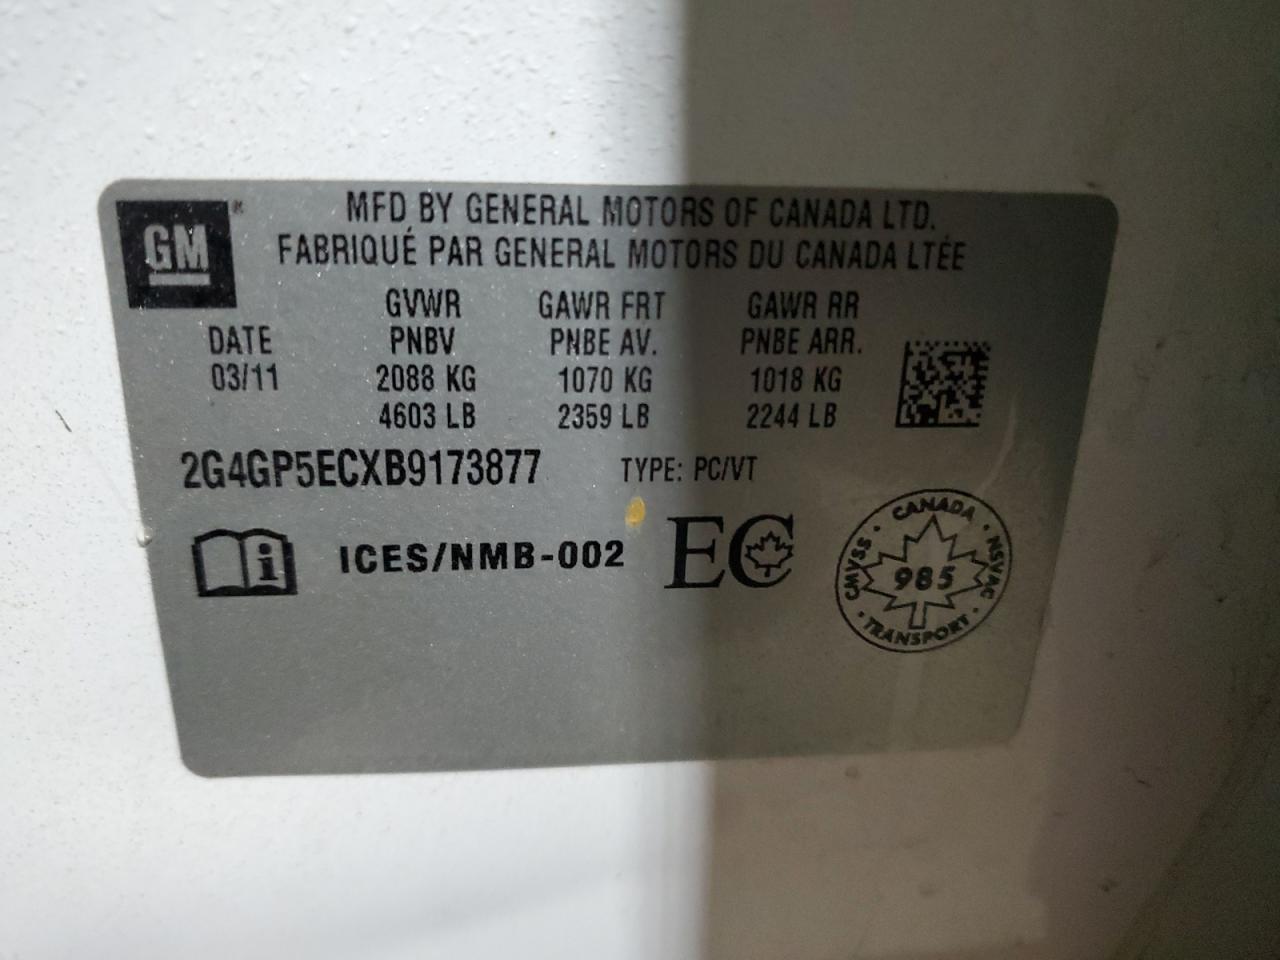 GM
MFD BY GENERAL MOTORS OF CANADA LTD.
FABRIQUÉ PAR GENERAL MOTORS DU CANADA LTÉE
GVWR GAWR FRT GAWR RR
DATE PNBV PNBE AV. PNBE ARR.
03/11 2088 KG 1070 KG 1018 KG
4603 LB 2359 LB 2244 LB
2G4GP5ECXB9173877 TYPE: PC/VT
i ICES/NMB-002 EC
CANADA
CMVSS 985 NSVAC
TRANSPORT